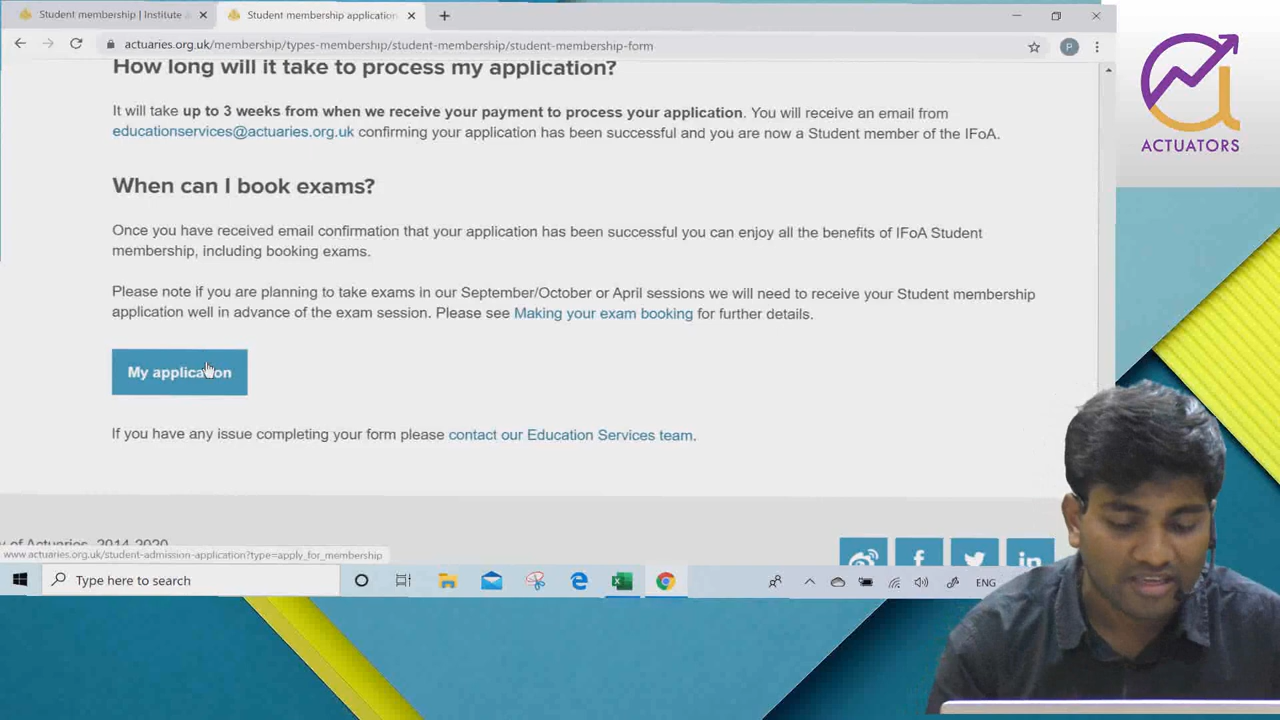 Student membership | Institute a
Student membership application
actuaries.org.uk/membership/types-membership/student-membership/student-membership-form
P
ACTUATORS
How long will it take to process my application?
It will take up to 3 weeks from when we receive your payment to process your application. You will receive an email from
educationservices@actuaries.org.uk confirming your application has been successful and you are now a Student member of the IFoA.
When can I book exams?
Once you have received email confirmation that your application has been successful you can enjoy all the benefits of IFoA Student
membership, including booking exams.
Please note if you are planning to take exams in our September/October or April sessions we will need to receive your Student membership
application well in advance of the exam session. Please see Making your exam booking for further details.
My application
If you have any issue completing your form please contact our Education Services team.
y of Actuaries, 2014-2020
www.actuaries.org.uk/student-admission-application?type=apply_for_membership
Type here to search
ENG